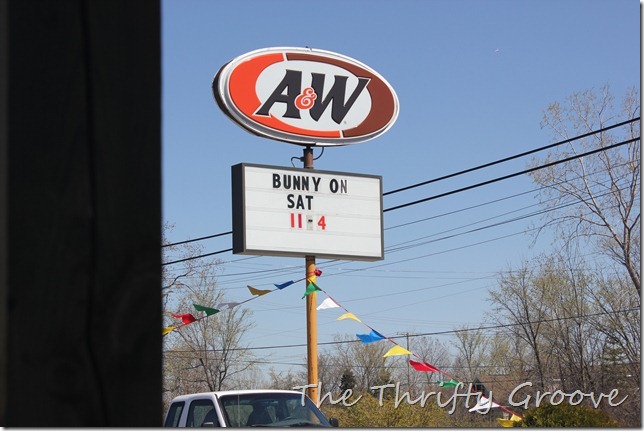 A&W
BUNNY ON
SAT
11-4
The Thrifty Groove